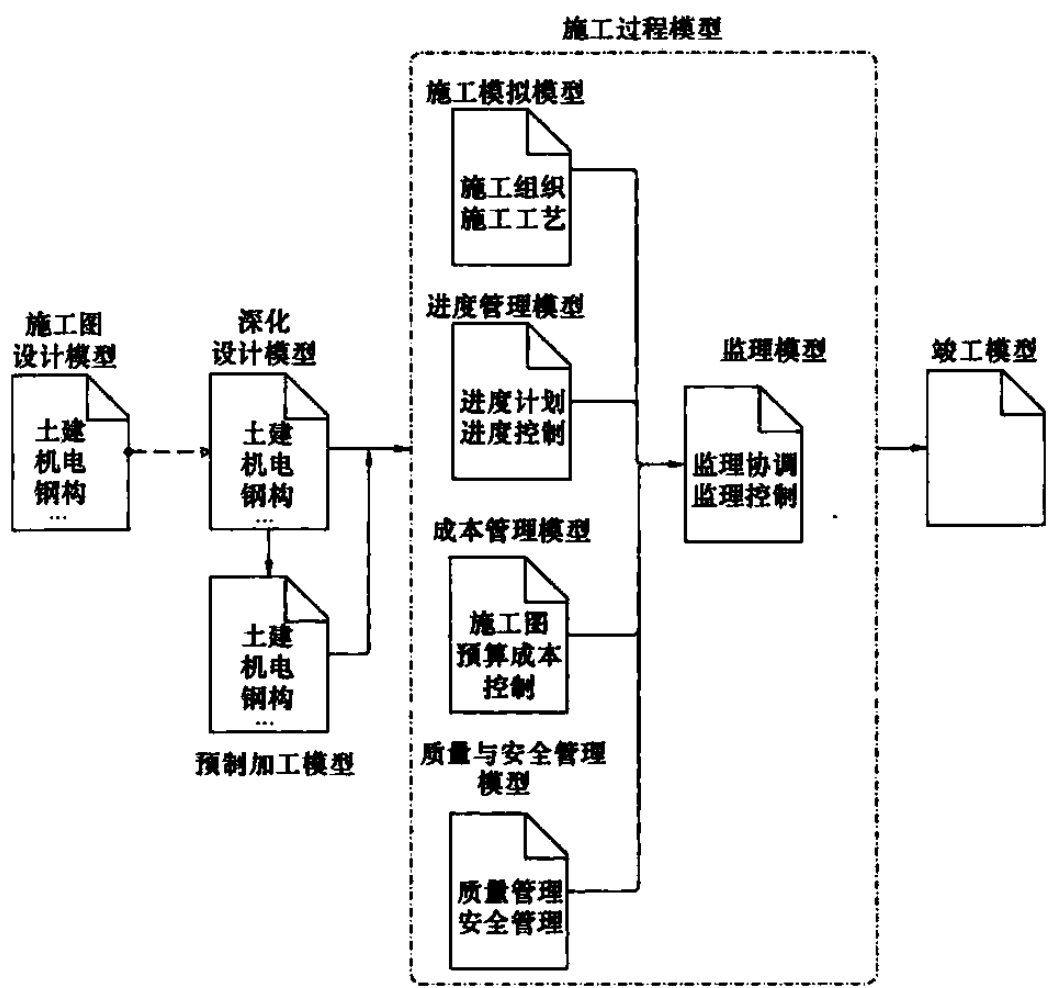 施工过程模型
施工模拟模型
施工组织
施工工艺
进度管理模型
进度计划
进度控制
成本管理模型
施工图
预算成本
控制
质量与安全管理
模型
质量管理
安全管理
施工图
设计模型
土建
机电
钢构
...
深化
设计模型
土建
机电
钢构
...
土建
机电
钢构
...
预制加工模型
监理模型
监理协调
监理控制
竣工模型